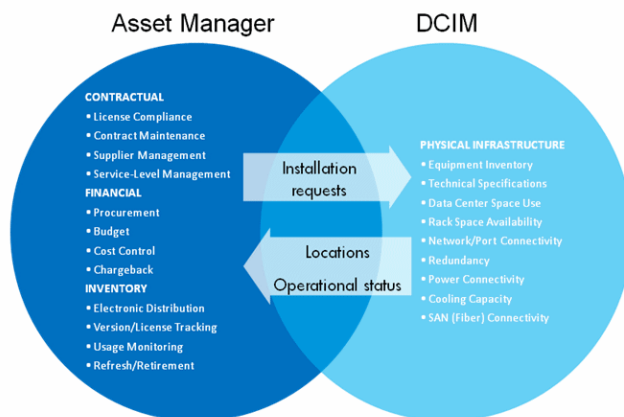 Asset Manager
DCIM
CONTRACTUAL
• License Compliance
• Contract Maintenance
• Supplier Management
• Service-Level Management
FINANCIAL
• Procurement
• Budget
• Cost Control
• Chargeback
INVENTORY
• Electronic Distribution
• Version/License Tracking
• Usage Monitoring
• Refresh/Retirement
Installation
requests
Locations
Operational status
PHYSICAL INFRASTRUCTURE
• Equipment Inventory
• Technical Specifications
• Data Center Space Use
• Rack Space Availability
• Network/Port Connectivity
• Redundancy
• Power Connectivity
• Cooling Capacity
• SAN (Fiber) Connectivity